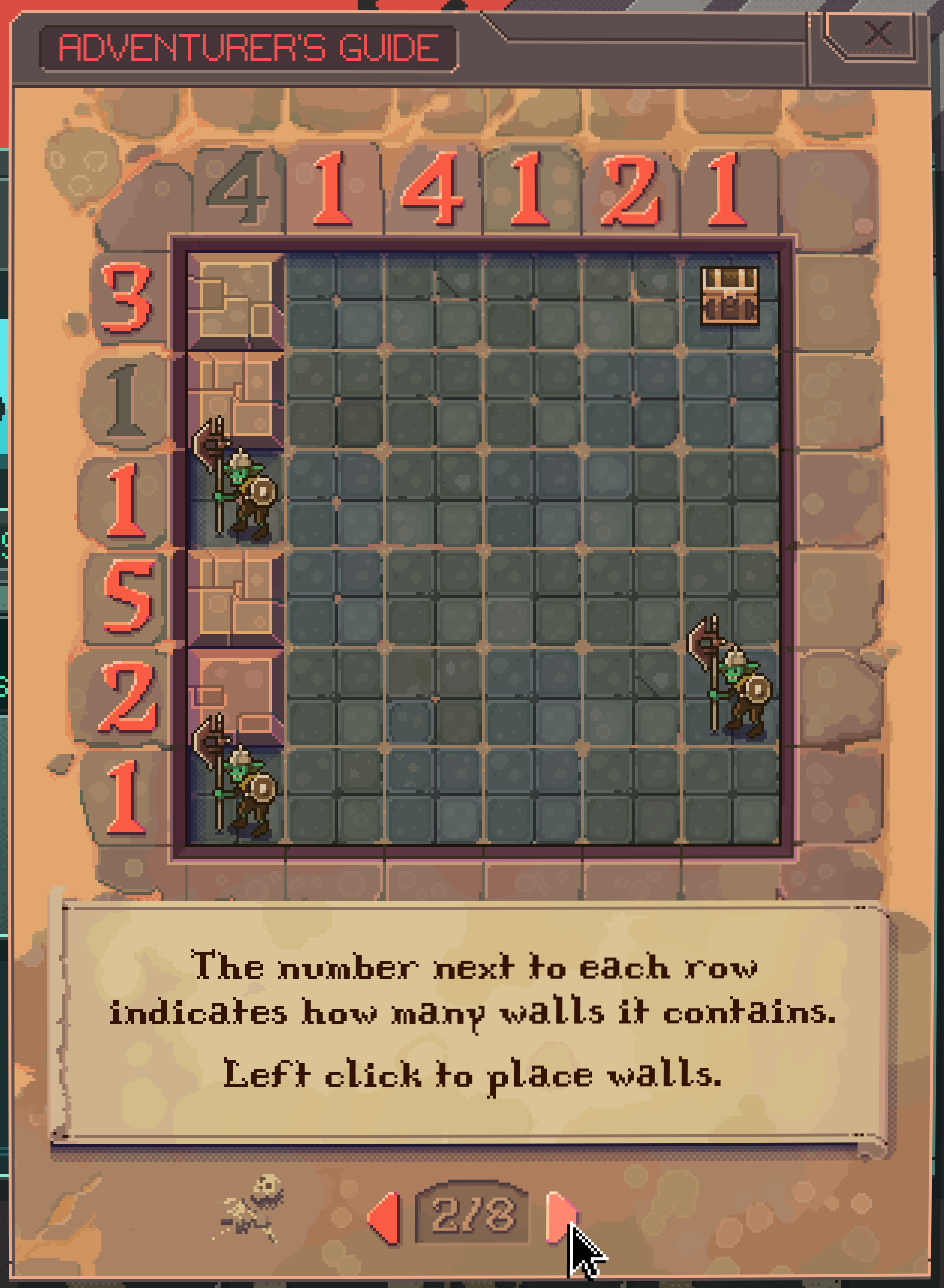 ADVENTURER'S GUIDE X
4 1 4 1 2 1
3
1
1
5
2
1
The number next to each row
indicates how many walls it contains.
Left click to place walls.
2/8